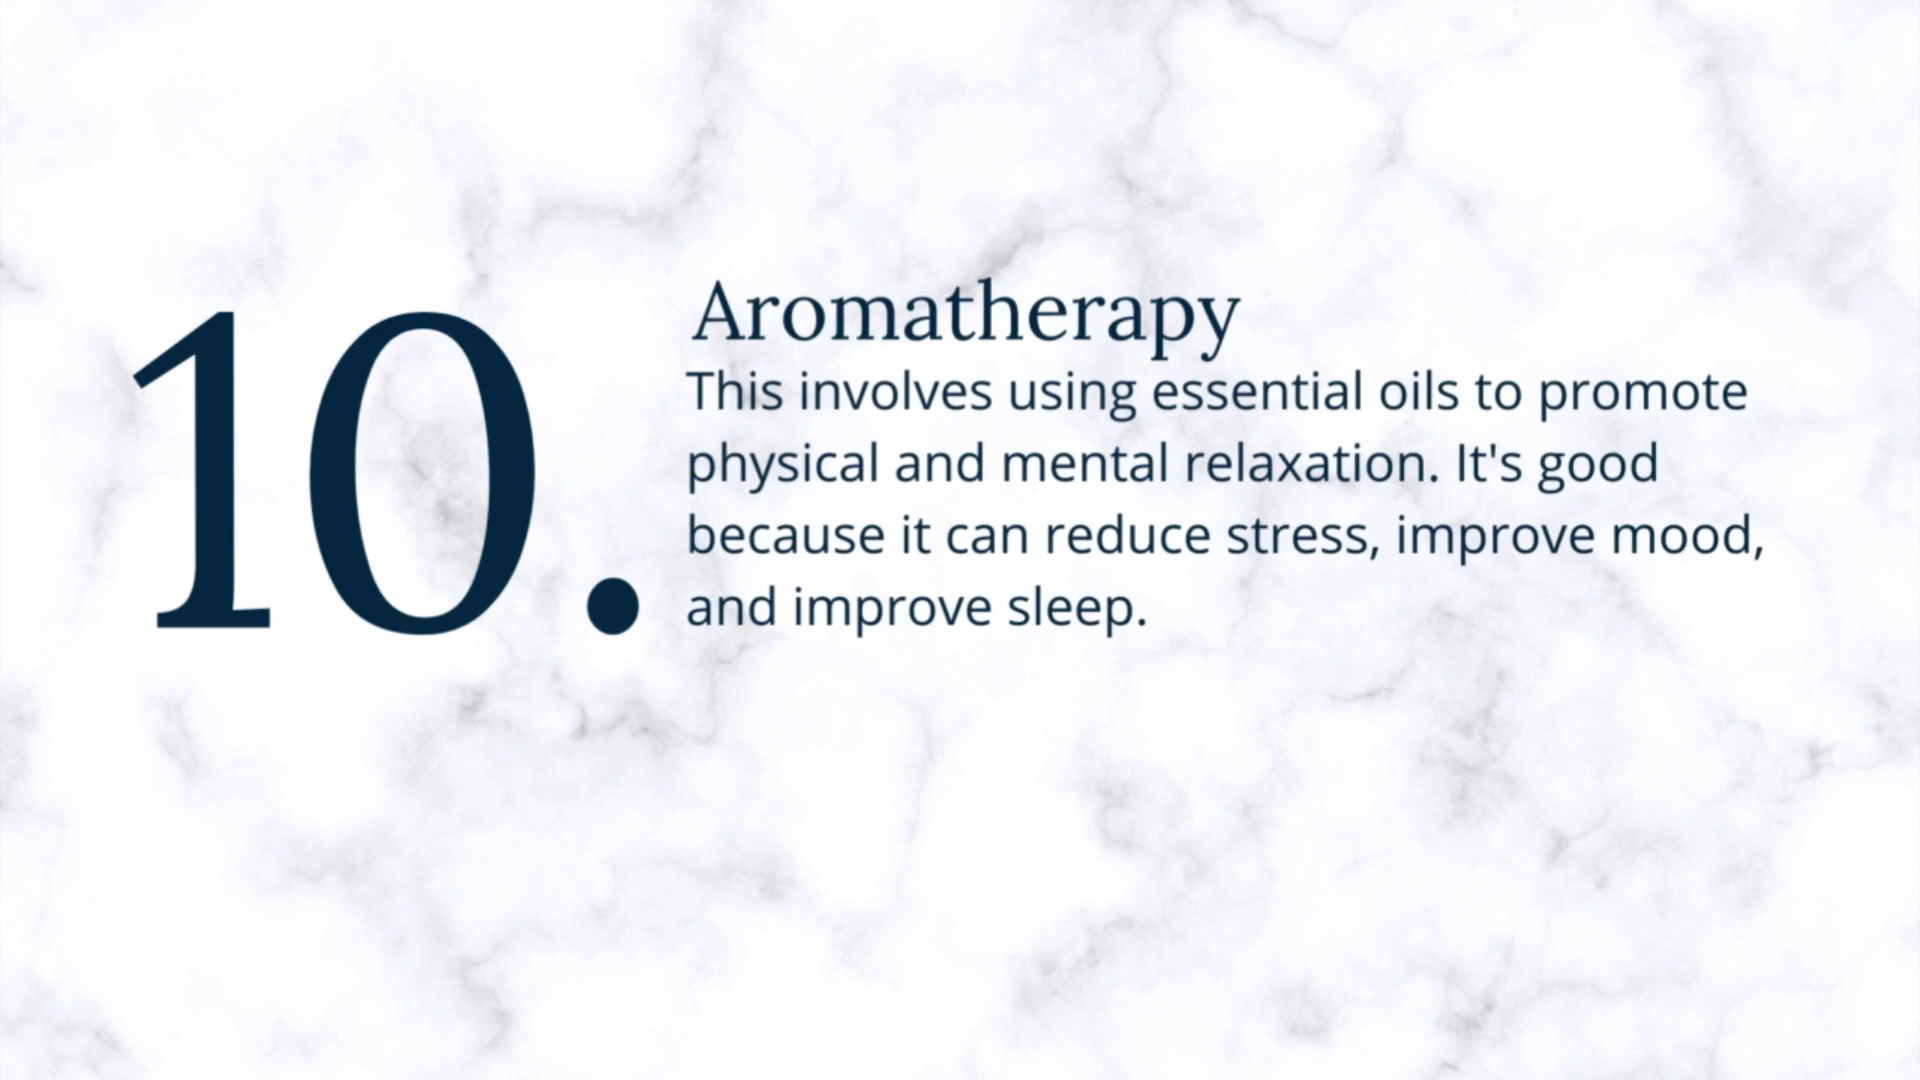 10.
Aromatherapy
This involves using essential oils to promote
physical and mental relaxation. It's good
because it can reduce stress, improve mood,
and improve sleep.